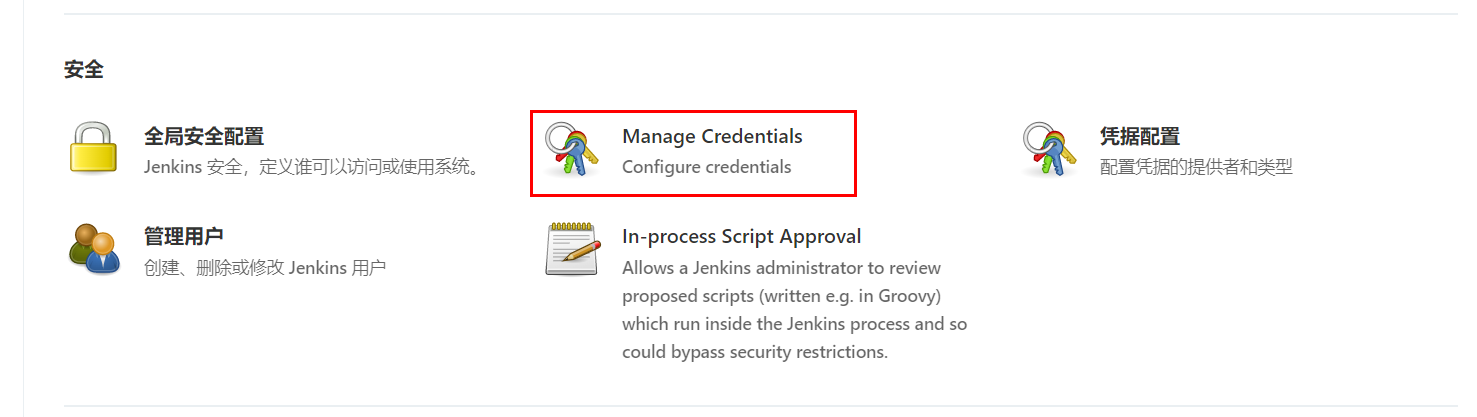 安全
全局安全配置
Jenkins 安全，定义谁可以访问或使用系统。
Manage Credentials
Configure credentials
凭据配置
配置凭据的提供者和类型
管理用户
创建、删除或修改 Jenkins 用户
In-process Script Approval
Allows a Jenkins administrator to review
proposed scripts (written e.g. in Groovy)
which run inside the Jenkins process and so
could bypass security restrictions.